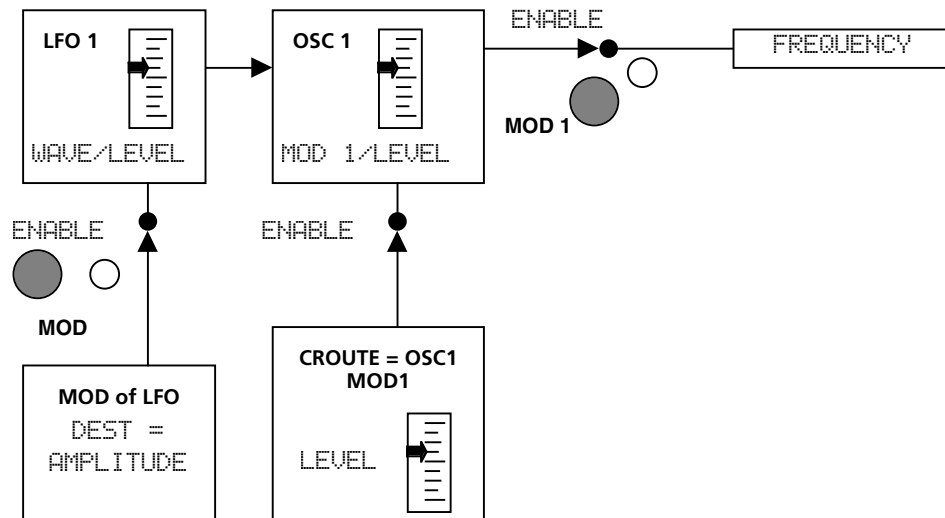 LFO 1
WAVE/LEVEL
OSC 1
MOD 1/LEVEL
ENABLE
MOD 1
FREQUENCY
ENABLE
MOD
ENABLE
MOD of LFO
DEST =
AMPLITUDE
CROUTE = OSC1
MOD1
LEVEL